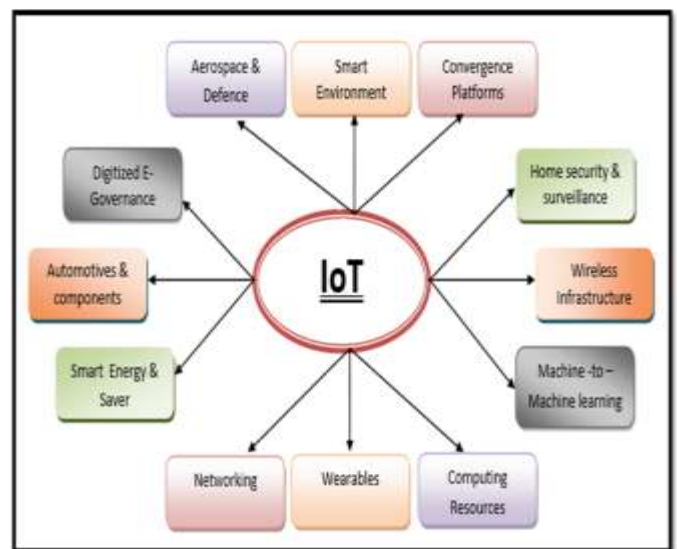 Aerospace &
Defence
Smart
Environment
Convergence
Platforms
Digitized E-
Governance
Home security &
surveillance
Automotives &
components
IoT
Wireless
Infrastructure
Smart Energy &
Saver
Machine -to –
Machine learning
Networking
Wearables
Computing
Resources